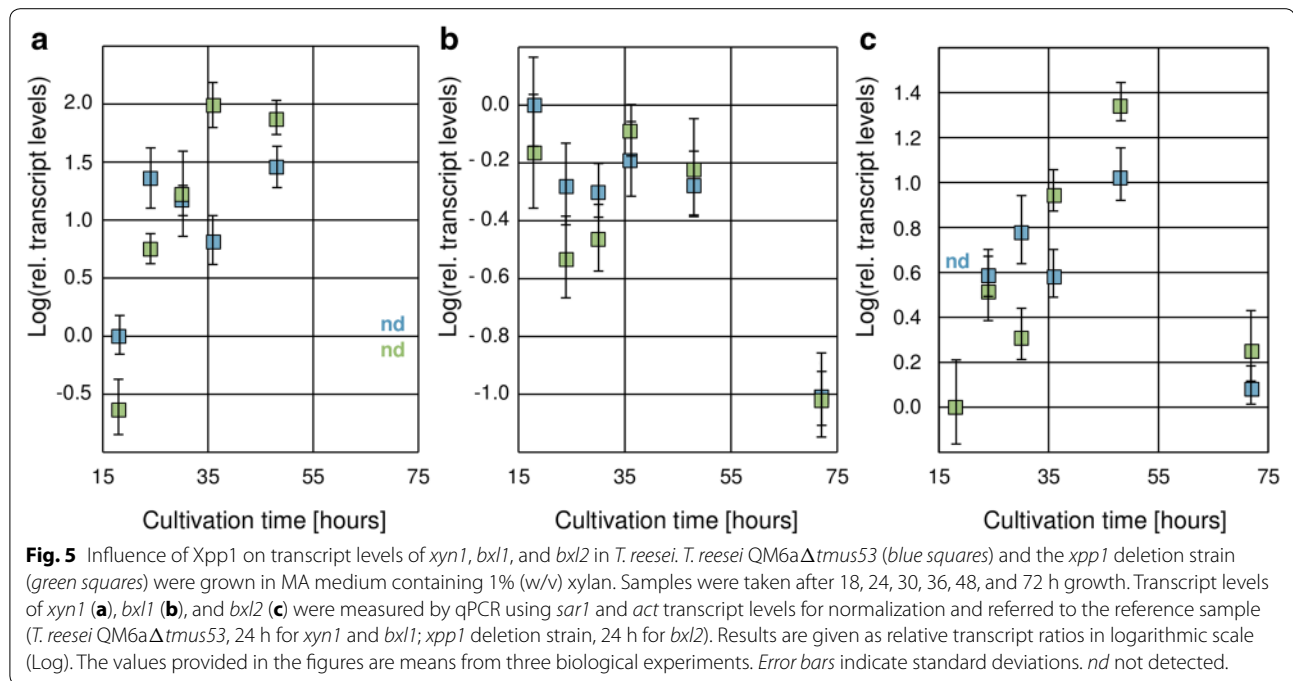 a
b
c
Log(rel. transcript levels)
2.0
1.5
1.0
0.5
0.0
-0.5
nd
nd
15
35
55
75
Cultivation time [hours]
Log(rel. transcript levels)
0.0
- 0.2
- 0.4
- 0.6
- 0.8
- 1.0
15
35
55
75
Cultivation time [hours]
Log(rel. transcript levels)
1.4
1.2
1.0
0.8
0.6
0.4
0.2
0.0
nd
15
35
55
75
Cultivation time [hours]
Fig. 5 Influence of Xpp1 on transcript levels of xyn1, bxl1, and bxl2 in T. reesei. T. reesei QM6aΔtmus53 (blue squares) and the xpp1 deletion strain
(green squares) were grown in MA medium containing 1% (w/v) xylan. Samples were taken after 18, 24, 30, 36, 48, and 72 h growth. Transcript levels
of xyn1 (a), bxl1 (b), and bxl2 (c) were measured by qPCR using sar1 and act transcript levels for normalization and referred to the reference sample
(T. reesei QM6aΔtmus53, 24 h for xyn1 and bxl1; xpp1 deletion strain, 24 h for bxl2). Results are given as relative transcript ratios in logarithmic scale
(Log). The values provided in the figures are means from three biological experiments. Error bars indicate standard deviations. nd not detected.